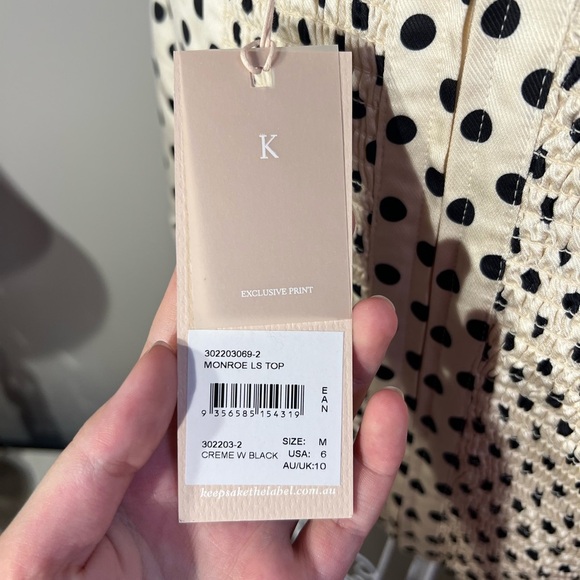 K
EXCLUSIVE PRINT
302203069-2
MONROE LS TOP
EAN
9 356585 154319
302203-2 SIZE: M
CREME W BLACK USA: 6
AU/UK:10
keepsakethelabel.com.au